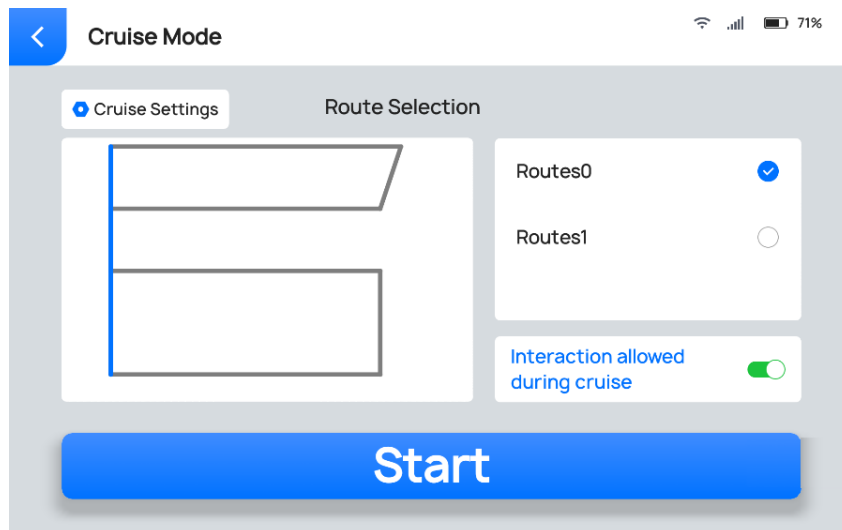 Cruise Mode
71%
Cruise Settings
Route Selection
Routes0
Routes1
Interaction allowed
during cruise
Start